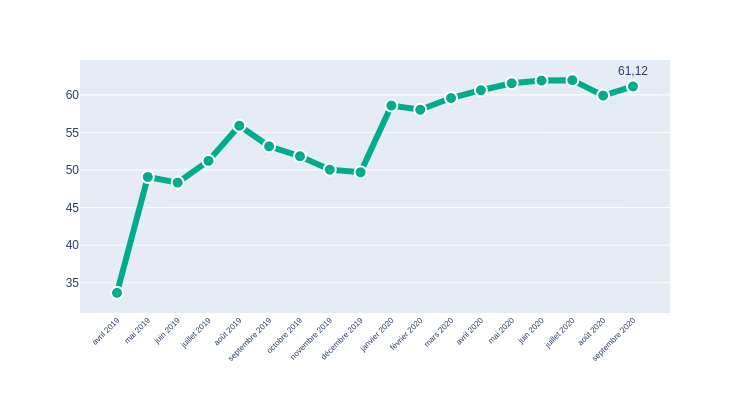 61,12
60
55
50
45
40
35
avril 2019
mai 2019
juin 2019
juillet 2019
août 2019
septembre 2019
octobre 2019
novembre 2019
décembre 2019
janvier 2020
février 2020
mars 2020
avril 2020
mai 2020
juin 2020
juillet 2020
août 2020
septembre 2020